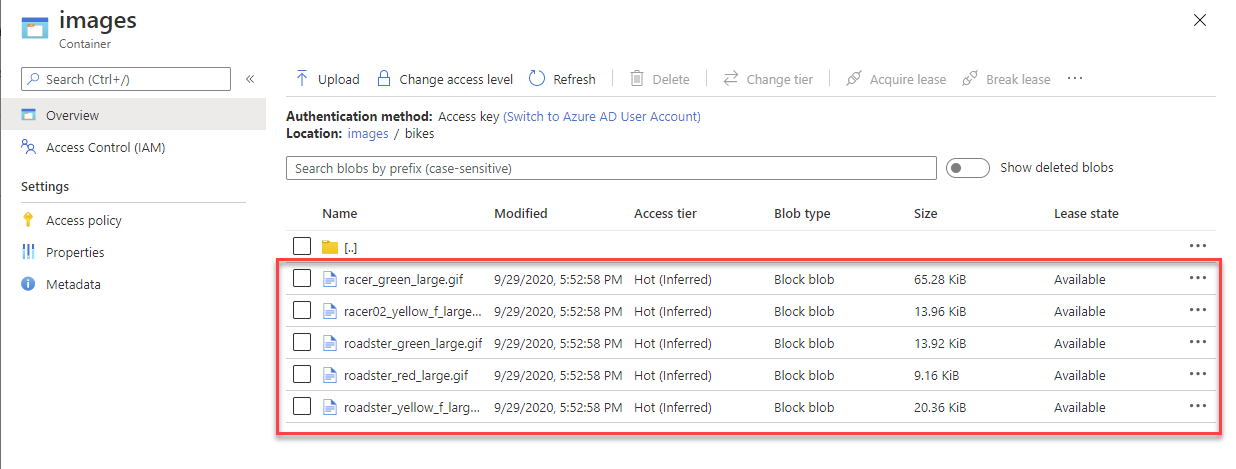 images
Container
Search (Ctrl+/)
«
Overview
Access Control (IAM)
Settings
Access policy
Properties
Metadata
Upload
Change access level
Refresh
Delete
Change tier
Acquire lease
Break lease
...
Authentication method: Access key (Switch to Azure AD User Account)
Location: images / bikes
Search blobs by prefix (case-sensitive)
Show deleted blobs
Name Modified Access tier Blob type Size Lease state
[..] ...
racer_green_large.gif 9/29/2020, 5:52:58 PM Hot (Inferred) Block blob 65.28 KiB Available ...
racer02_yellow_f_large... 9/29/2020, 5:52:58 PM Hot (Inferred) Block blob 13.96 KiB Available ...
roadster_green_large.gif 9/29/2020, 5:52:58 PM Hot (Inferred) Block blob 13.92 KiB Available ...
roadster_red_large.gif 9/29/2020, 5:52:58 PM Hot (Inferred) Block blob 9.16 KiB Available ...
roadster_yellow_f_larg... 9/29/2020, 5:52:58 PM Hot (Inferred) Block blob 20.36 KiB Available ...